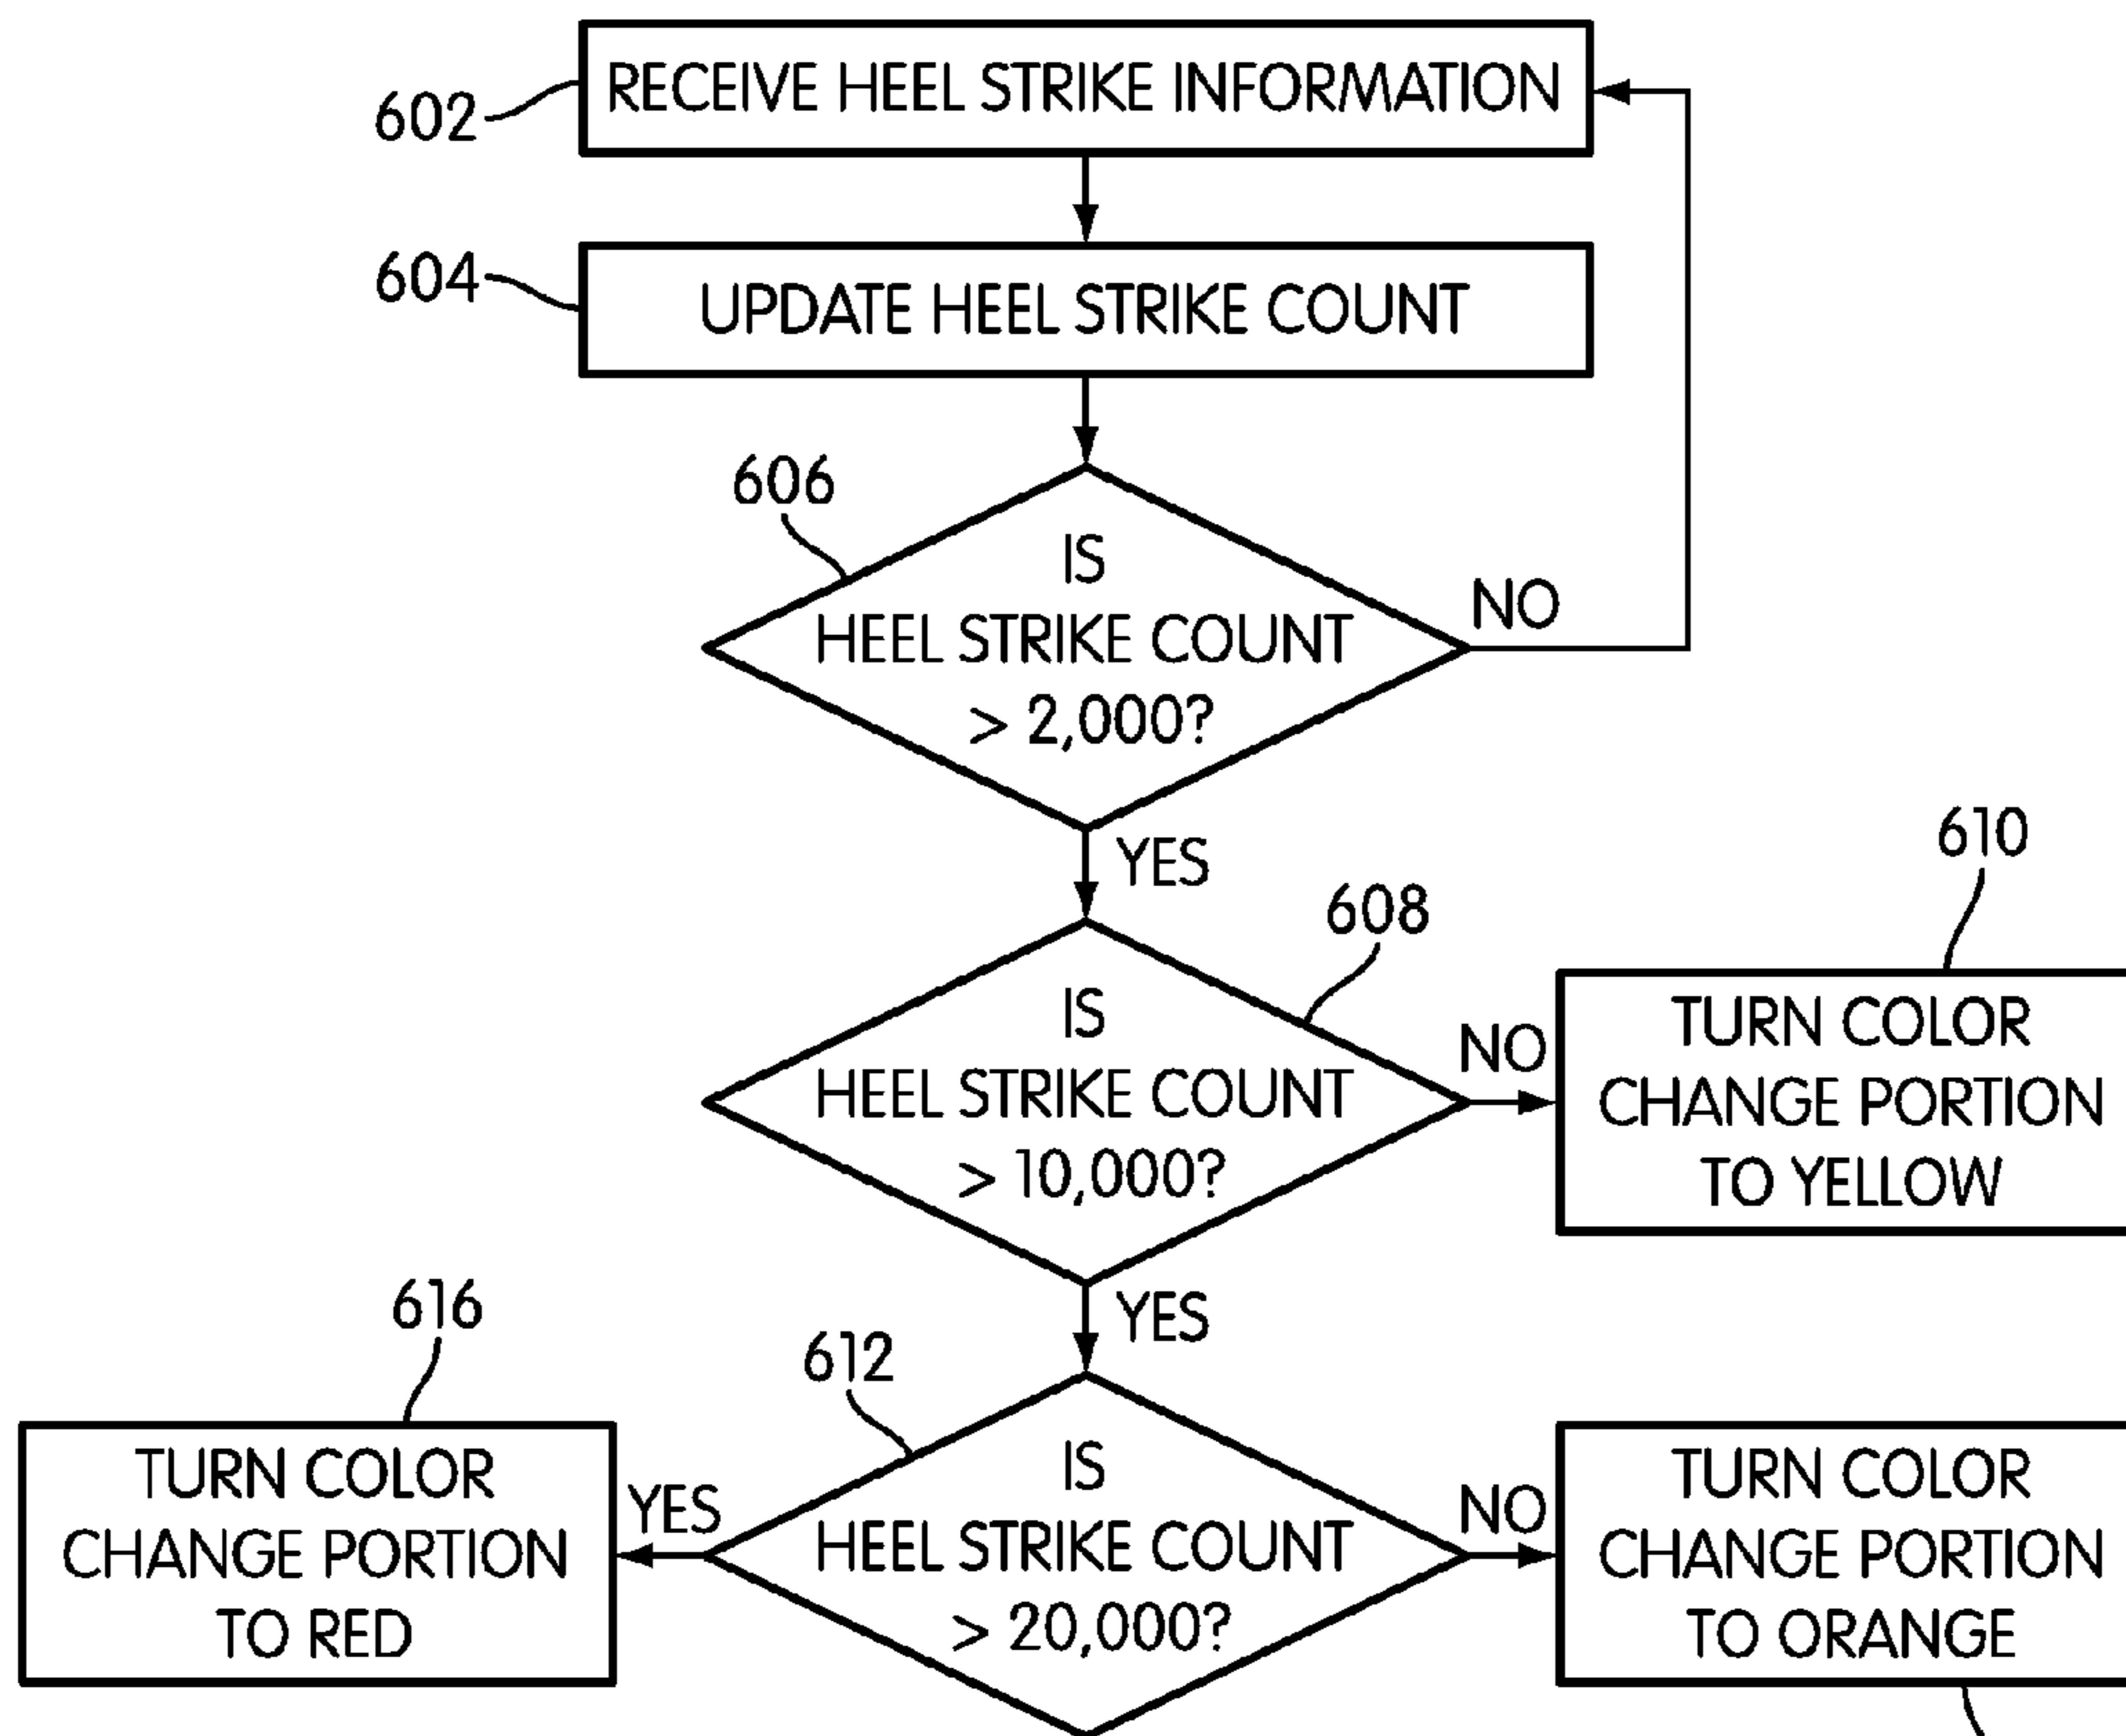 RECEIVE HEEL STRIKE INFORMATION
602
604
UPDATE HEEL STRIKE COUNT
606
IS
HEEL STRIKE COUNT
> 2,000?
NO
YES
608
610
IS
HEEL STRIKE COUNT
> 10,000?
NO
TURN COLOR
CHANGE PORTION
TO YELLOW
YES
616
612
TURN COLOR
CHANGE PORTION
TO RED
YES
IS
HEEL STRIKE COUNT
> 20,000?
NO
TURN COLOR
CHANGE PORTION
TO ORANGE